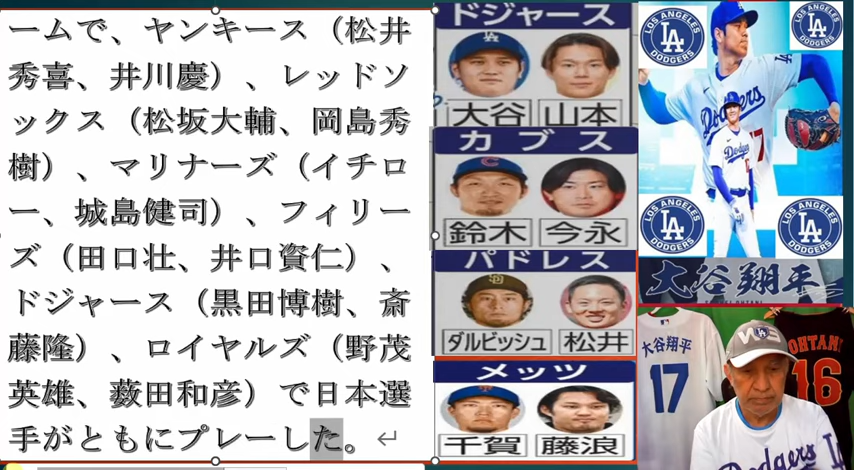 ームで、ヤンキース（松井
秀喜、井川慶）、レッドソ
ックス（松坂大輔、岡島秀
樹）、マリナーズ（イチロ
ー、城島健司）、フィリー
ズ（田口壮、井口資仁）、
ドジャース（黒田博樹、斎
藤隆）、ロイヤルズ（野茂
英雄、薮田和彦）で日本選
手がともにプレーした。
ドジャース
大谷 山本
カブス
鈴木 今永
パドレス
ダルビッシュ 松井
メッツ
千賀 藤浪
LOS ANGELES
LA
DODGERS
LOS ANGELES
LA
DODGERS
LA
Dodgers
17
Dodgers
LOS ANGELES
LA
DODGERS
LOS ANGELES
LA
DODGERS
大谷翔平
大谷翔平
17
OHTANI
16
LA
Dodgers